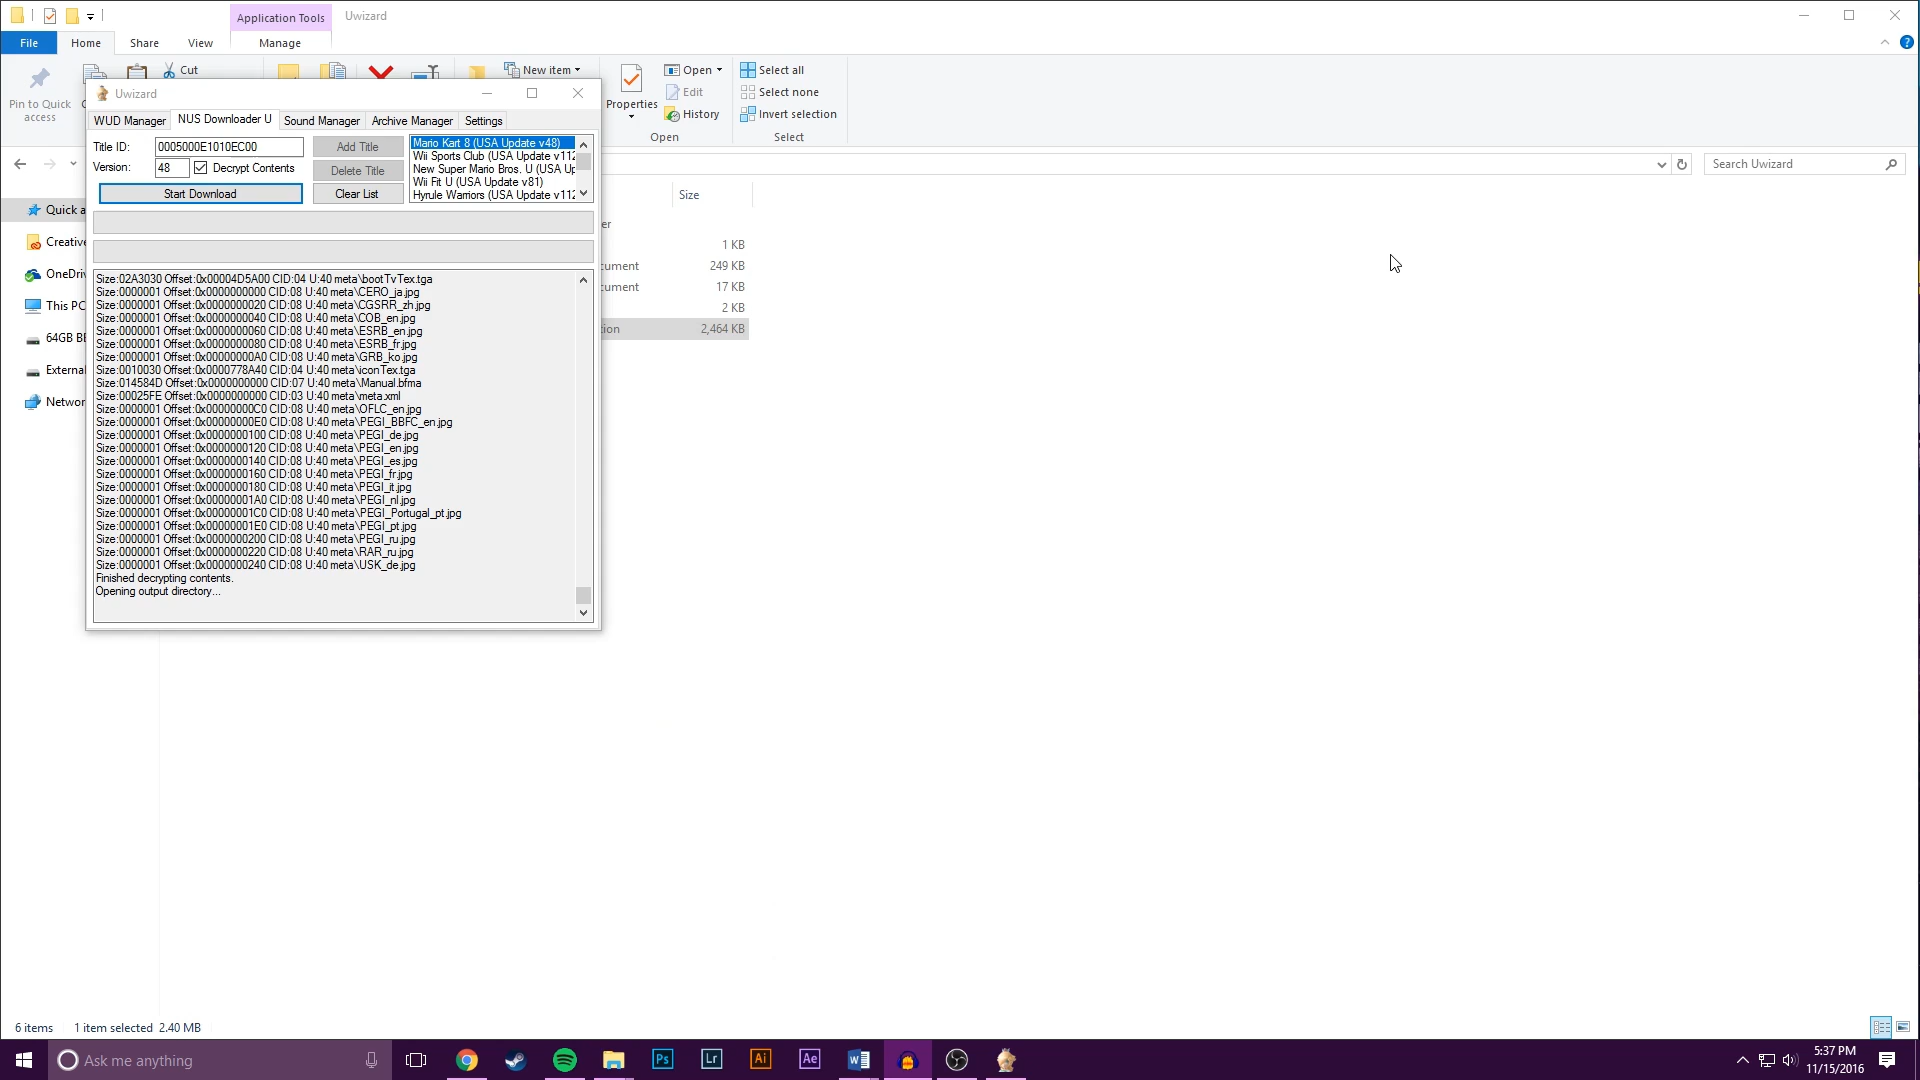 Application Tools
Uwizard
File
Home
Share
View
Manage
Pin to Quick
access
Cut
New item
Properties
Open
Edit
History
Open
Select all
Select none
Invert selection
Select
Uwizard
WUD Manager
NUS Downloader U
Sound Manager
Archive Manager
Settings
Title ID:
0005000E1010EC00
Add Title
Version:
48
Decrypt Contents
Delete Title
Start Download
Clear List
Mario Kart 8 (USA Update v48)
Wii Sports Club (USA Update v112
New Super Mario Bros. U (USA Up
Wii Fit U (USA Update v81)
Hyrule Warriors (USA Update v112
Search Uwizard
Size
Quick a
Creative
OneDri
This PC
64GB BE
External
Networ
er
1 KB
cument
249 KB
cument
17 KB
2 KB
tion
2,464 KB
Size:02A3030 Offset:0x00004D5A00 CID:04 U:40 meta\bootTvTex.tga
Size:0000001 Offset:0x0000000000 CID:08 U:40 meta\CERO_ja.jpg
Size:0000001 Offset:0x0000000020 CID:08 U:40 meta\CGSRR_zh.jpg
Size:0000001 Offset:0x0000000040 CID:08 U:40 meta\COB_en.jpg
Size:0000001 Offset:0x0000000060 CID:08 U:40 meta\ESRB_en.jpg
Size:0000001 Offset:0x0000000080 CID:08 U:40 meta\ESRB_fr.jpg
Size:0000001 Offset:0x00000000A0 CID:08 U:40 meta\GRB_ko.jpg
Size:0010030 Offset:0x0000778A40 CID:04 U:40 meta\iconTex.tga
Size:014584D Offset:0x0000000000 CID:07 U:40 meta\Manual.bfma
Size:00025FE Offset:0x0000000000 CID:03 U:40 meta\meta.xml
Size:0000001 Offset:0x00000000C0 CID:08 U:40 meta\OFLC_en.jpg
Size:0000001 Offset:0x00000000E0 CID:08 U:40 meta\PEGI_BBFC_en.jpg
Size:0000001 Offset:0x0000000100 CID:08 U:40 meta\PEGI_de.jpg
Size:0000001 Offset:0x0000000120 CID:08 U:40 meta\PEGI_en.jpg
Size:0000001 Offset:0x0000000140 CID:08 U:40 meta\PEGI_es.jpg
Size:0000001 Offset:0x0000000160 CID:08 U:40 meta\PEGI_fr.jpg
Size:0000001 Offset:0x0000000180 CID:08 U:40 meta\PEGI_it.jpg
Size:0000001 Offset:0x00000001A0 CID:08 U:40 meta\PEGI_nl.jpg
Size:0000001 Offset:0x00000001C0 CID:08 U:40 meta\PEGI_Portugal_pt.jpg
Size:0000001 Offset:0x00000001E0 CID:08 U:40 meta\PEGI_pt.jpg
Size:0000001 Offset:0x0000000200 CID:08 U:40 meta\PEGI_ru.jpg
Size:0000001 Offset:0x0000000220 CID:08 U:40 meta\RAR_ru.jpg
Size:0000001 Offset:0x0000000240 CID:08 U:40 meta\USK_de.jpg
Finished decrypting contents.
Opening output directory...
6 items
1 item selected 2.40 MB
Ask me anything
Ps
Lr
Ai
Ae
5:37 PM
11/15/2016